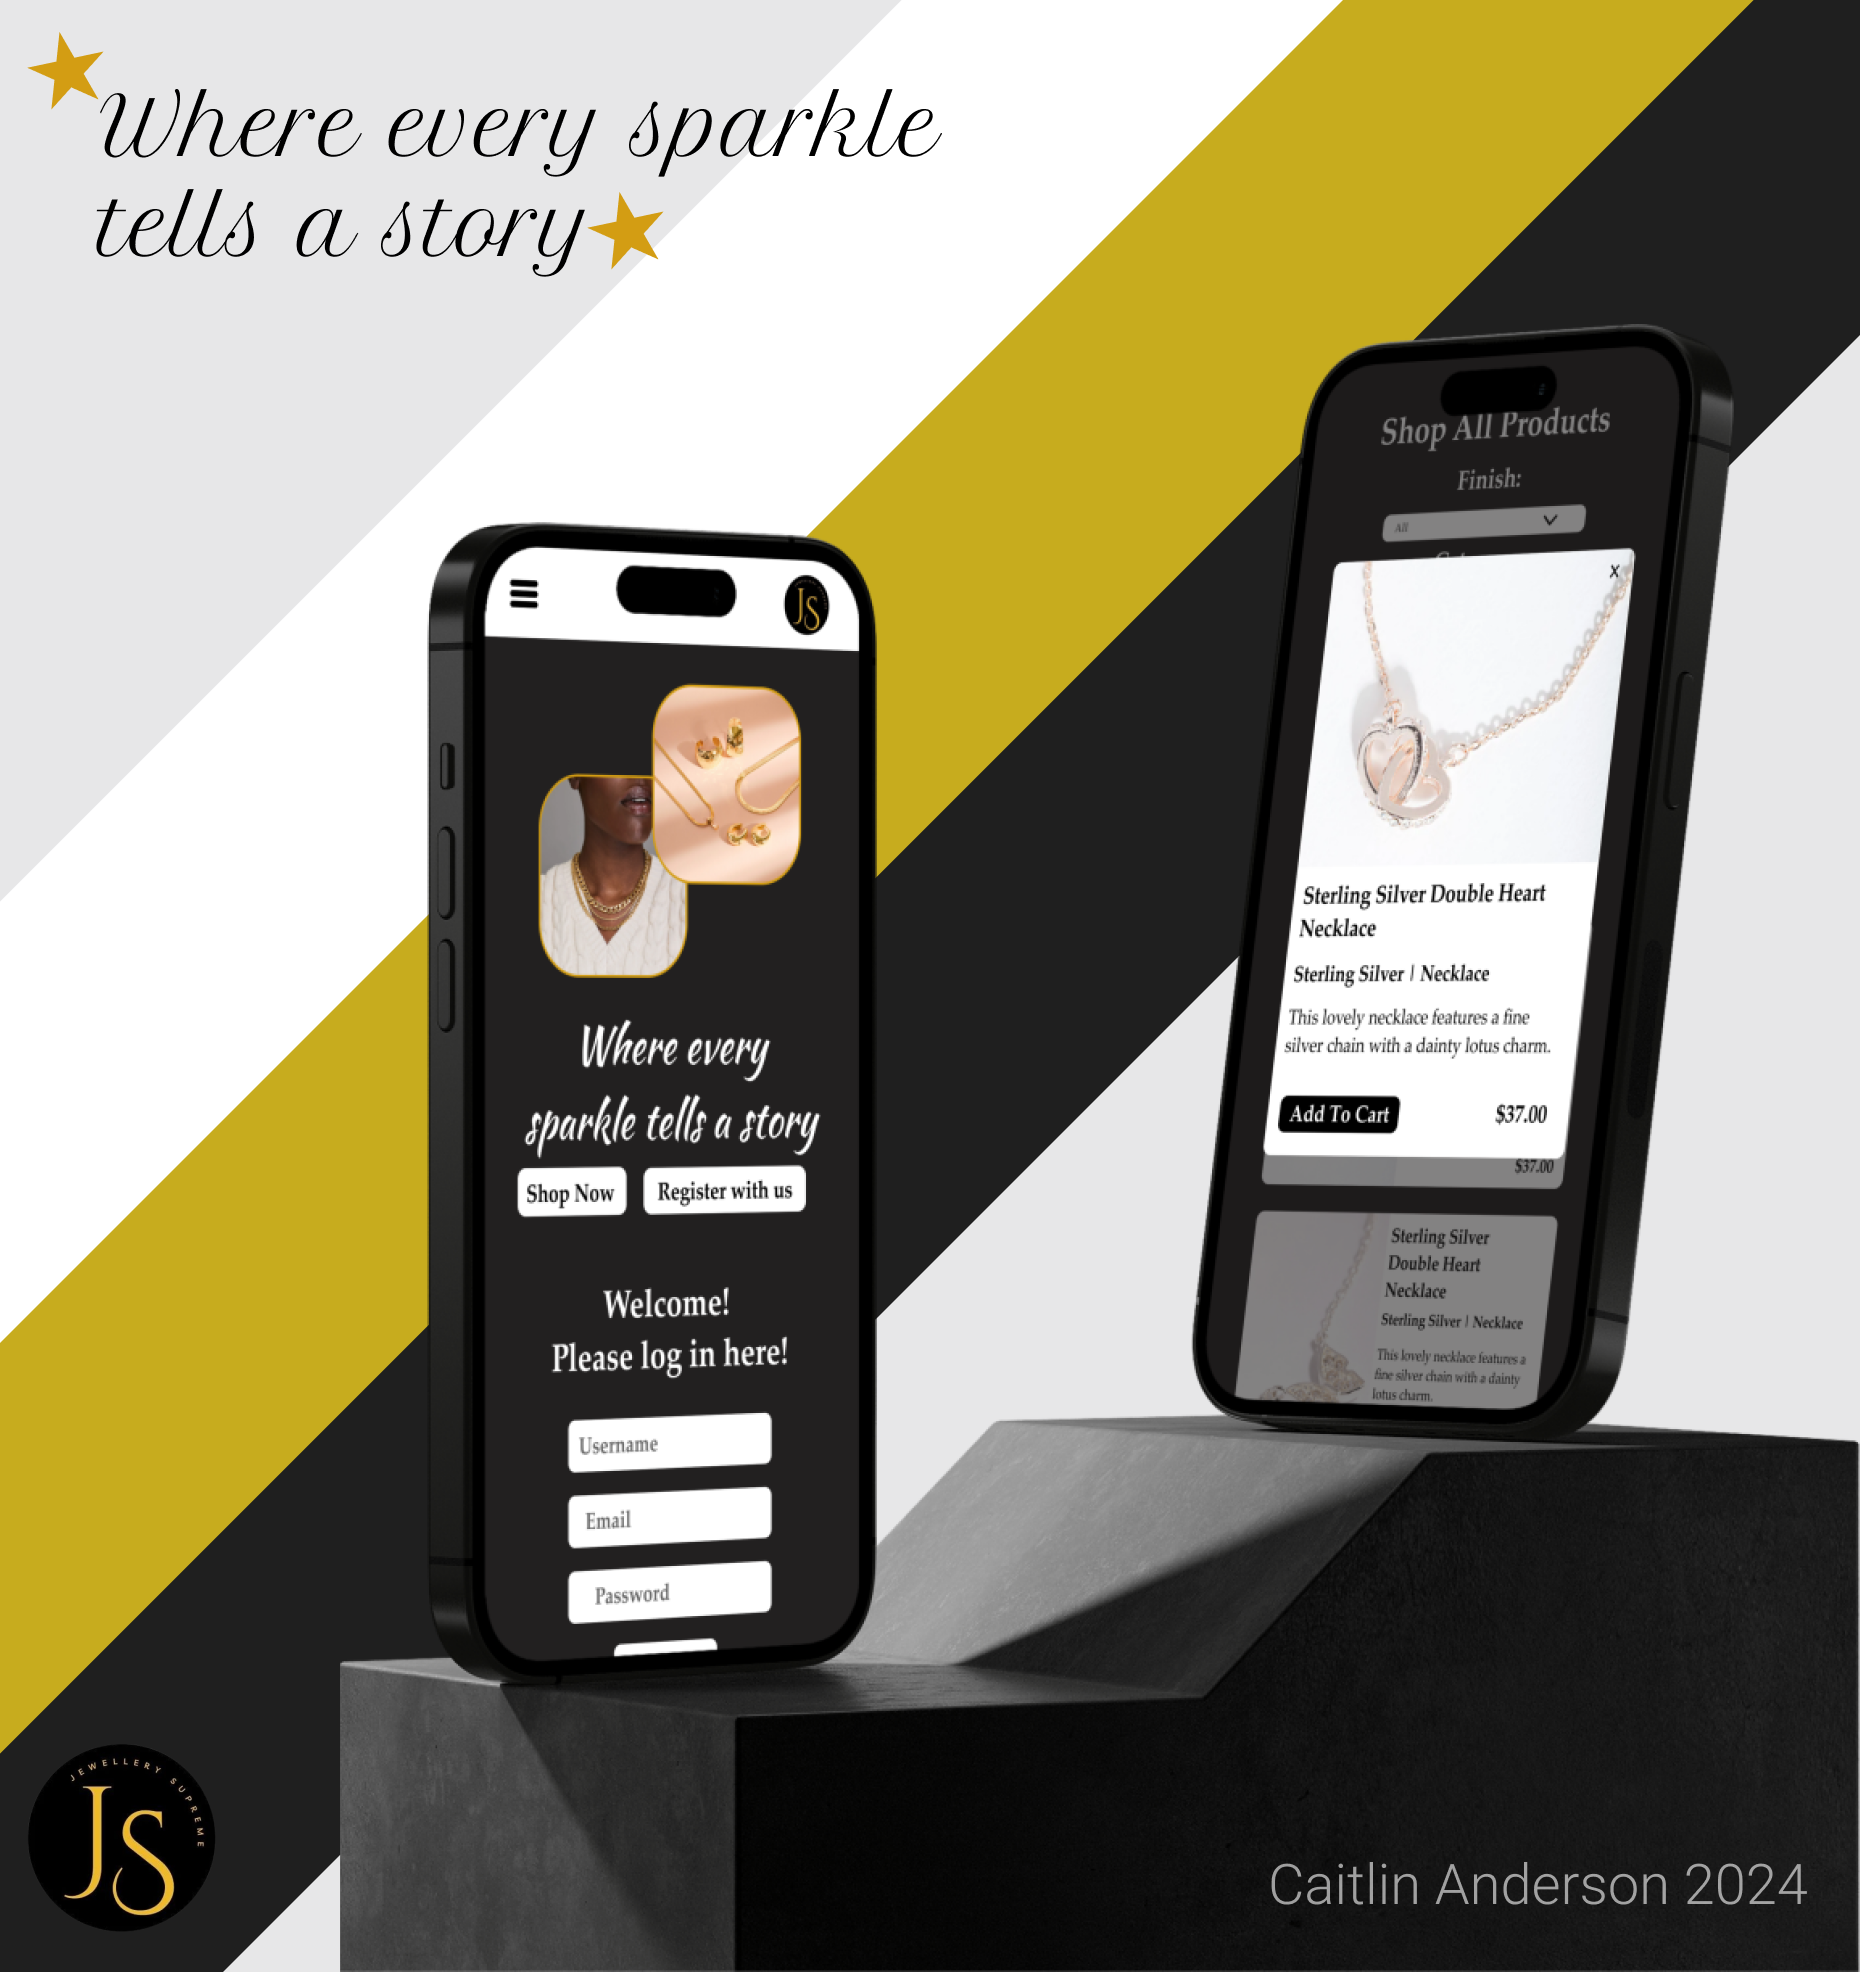 Where every sparkle
tells a story
JS
Where every
sparkle tells a story
Shop Now
Register with us
Welcome!
Please log in here!
Username
Email
Password
Shop All Products
Finish:
All
X
Sterling Silver Double Heart
Necklace
Sterling Silver | Necklace
This lovely necklace features a fine
silver chain with a dainty lotus charm.
Add To Cart
$37.00
$37.00
Sterling Silver
Double Heart
Necklace
Sterling Silver | Necklace
This lovely necklace features a
fine silver chain with a dainty
lotus charm.
JEWELLERY SUPREME
JS
Caitlin Anderson 2024